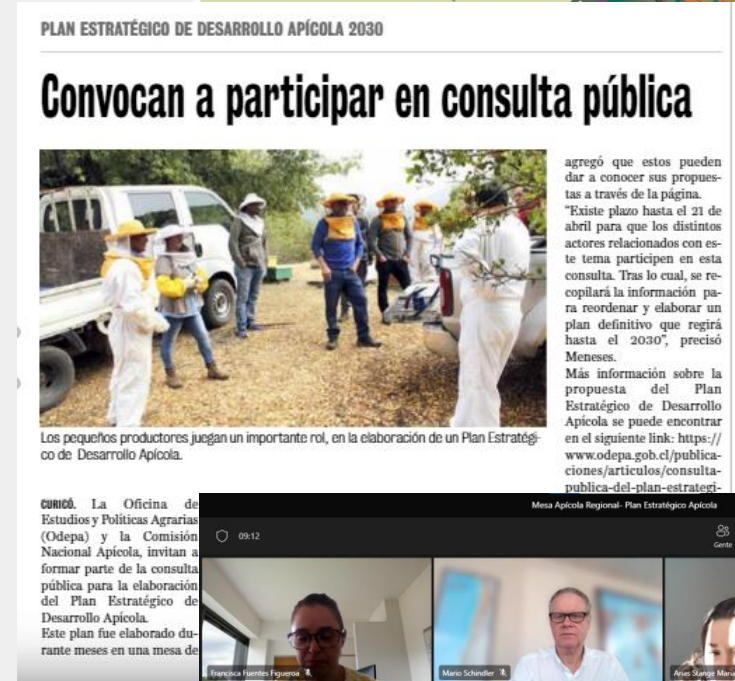 PLAN ESTRATÉGICO DE DESARROLLO APÍCOLA 2030
Convocan a participar en consulta pública
Los pequeños productores juegan un importante rol, en la elaboración de un Plan Estratégi-
co de Desarrollo Apícola.
CURICÓ. La Oficina de
Estudios y Políticas Agrarias
(Odepa) y la Comisión
Nacional Apícola, invitan a
formar parte de la consulta
pública para la elaboración
del Plan Estratégico de
Desarrollo Apícola.
Este plan fue elaborado du-
rante meses en una mesa de
agregó que estos pueden
dar a conocer sus propues-
tas a través de la página.
“Existe plazo hasta el 21 de
abril para que los distintos
actores relacionados con es-
te tema participen en esta
consulta. Tras lo cual, se re-
copilará la información pa-
ra reordenar y elaborar un
plan definitivo que regirá
hasta el 2030”, precisó
Meneses.
Más información sobre la
propuesta del Plan
Estratégico de Desarrollo
Apícola se puede encontrar
en el siguiente link: https://
www.odepa.gob.cl/publica-
ciones/articulos/consulta-
publica-del-plan-estrategi-
Mesa Apícola Regional- Plan Estratégico Apícola
09:12
Gente
Francisca Fuentes Figueroa
Mario Schindler
Arias Stange Maria